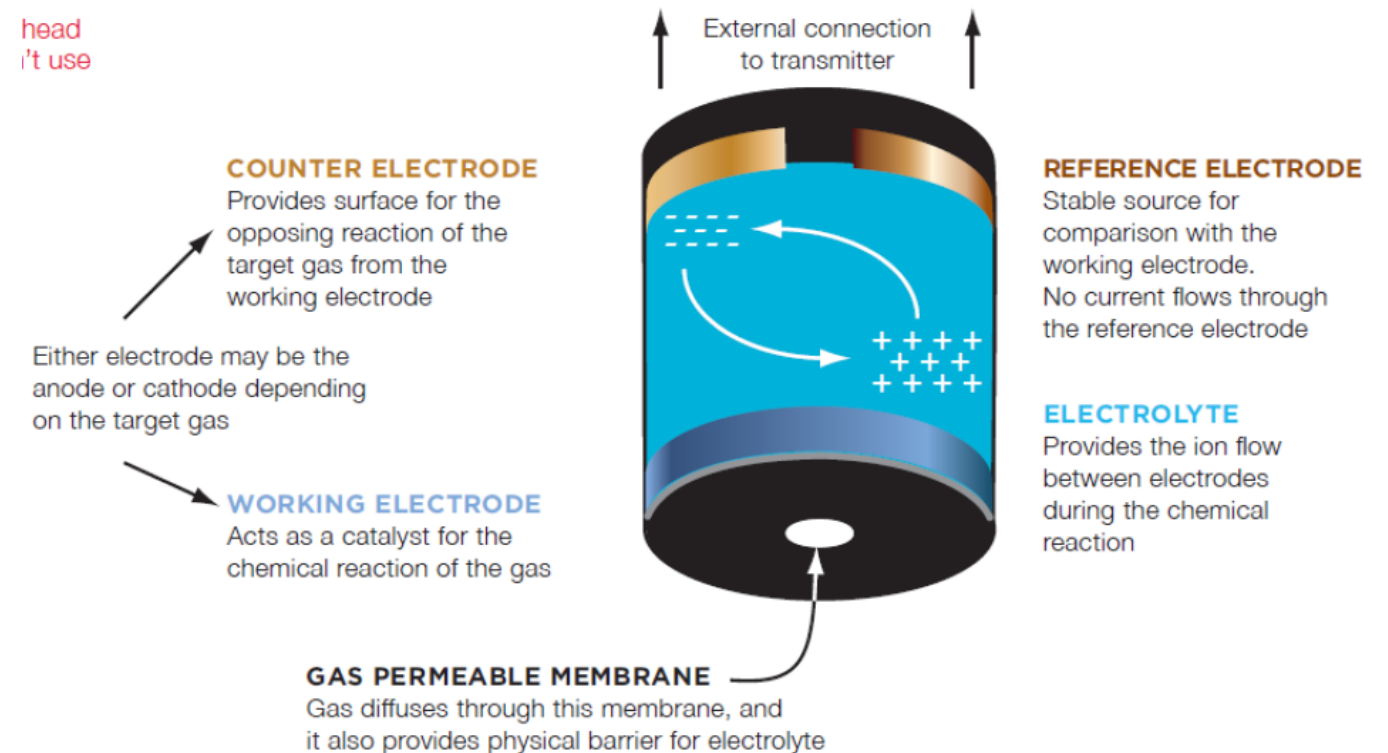 head
't use
External connection
to transmitter
COUNTER ELECTRODE
Provides surface for the
opposing reaction of the
target gas from the
working electrode
REFERENCE ELECTRODE
Stable source for
comparison with the
working electrode.
No current flows through
the reference electrode
Either electrode may be the
anode or cathode depending
on the target gas
ELECTROLYTE
Provides the ion flow
between electrodes
during the chemical
reaction
WORKING ELECTRODE
Acts as a catalyst for the
chemical reaction of the gas
GAS PERMEABLE MEMBRANE
Gas diffuses through this membrane, and
it also provides physical barrier for electrolyte